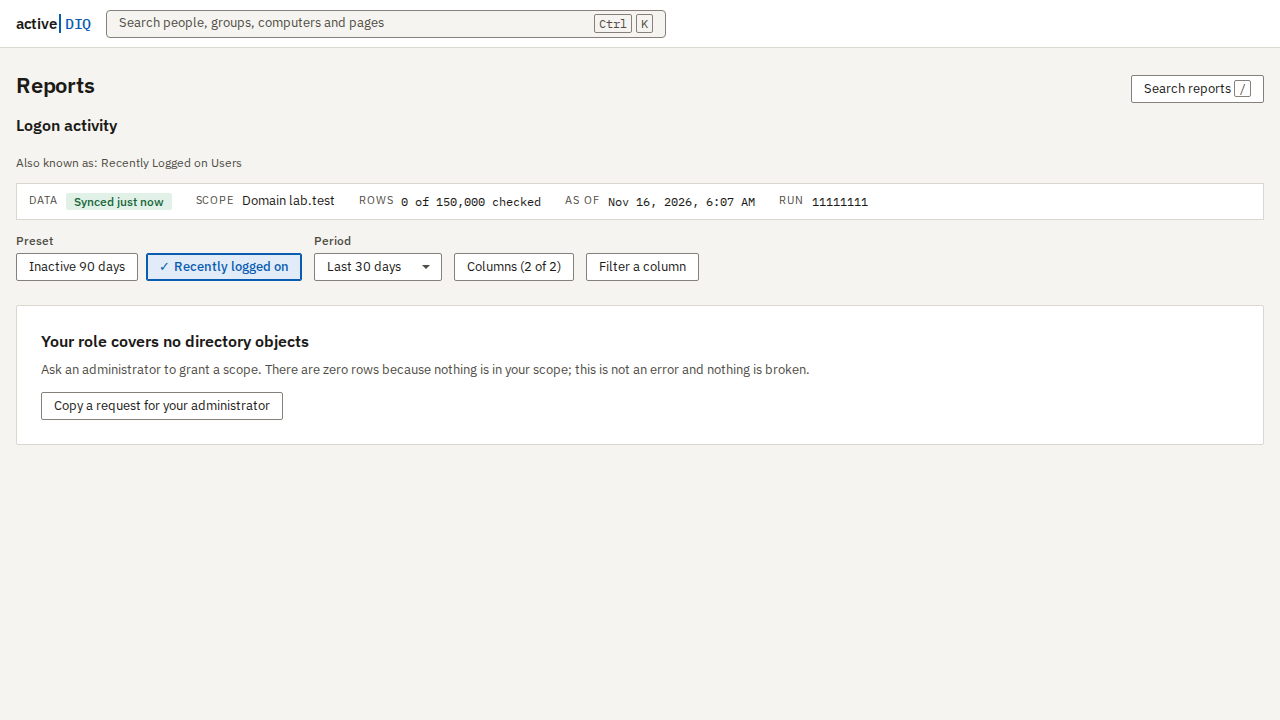 active DIQ Search people, groups, computers and pages Ctrl K
Reports
Search reports /
Logon activity
Also known as: Recently Logged on Users
DATA Synced just now SCOPE Domain lab.test ROWS 0 of 150,000 checked AS OF Nov 16, 2026, 6:07 AM RUN 11111111
Preset Period
Inactive 90 days ✓ Recently logged on Last 30 days Columns (2 of 2) Filter a column
Your role covers no directory objects
Ask an administrator to grant a scope. There are zero rows because nothing is in your scope; this is not an error and nothing is broken.
Copy a request for your administrator